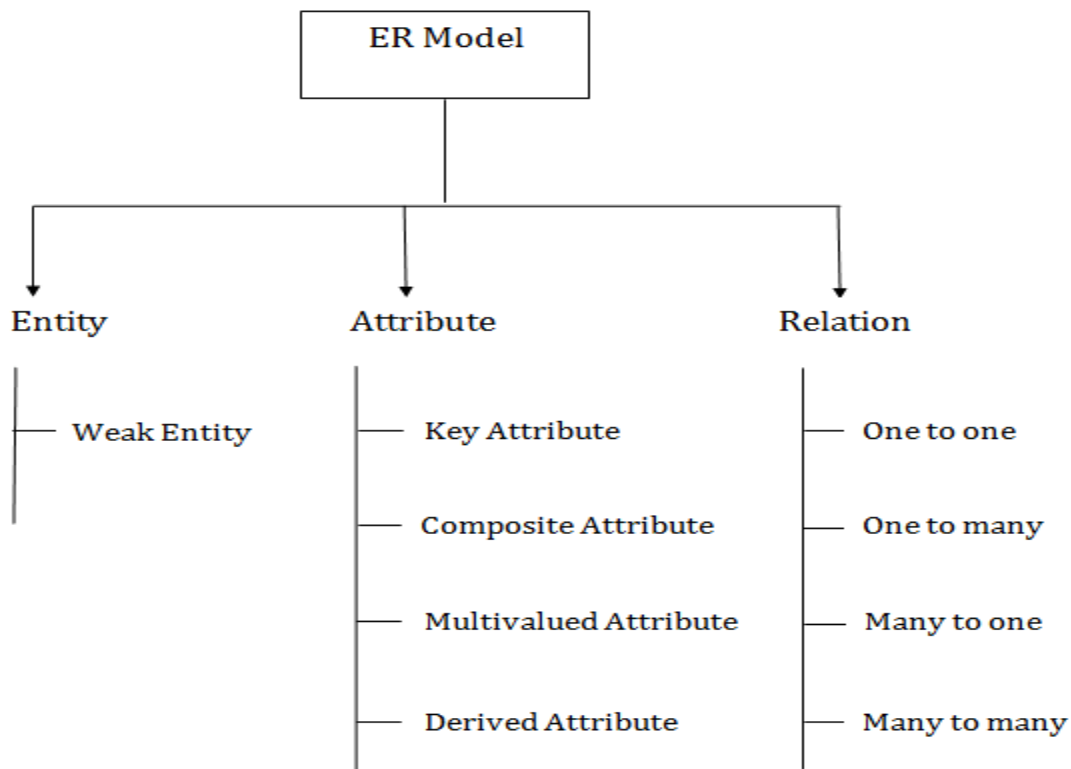 ER Model
Entity
Attribute
Relation
Weak Entity
Key Attribute
One to one
Composite Attribute
One to many
Multivalued Attribute
Many to one
Derived Attribute
Many to many